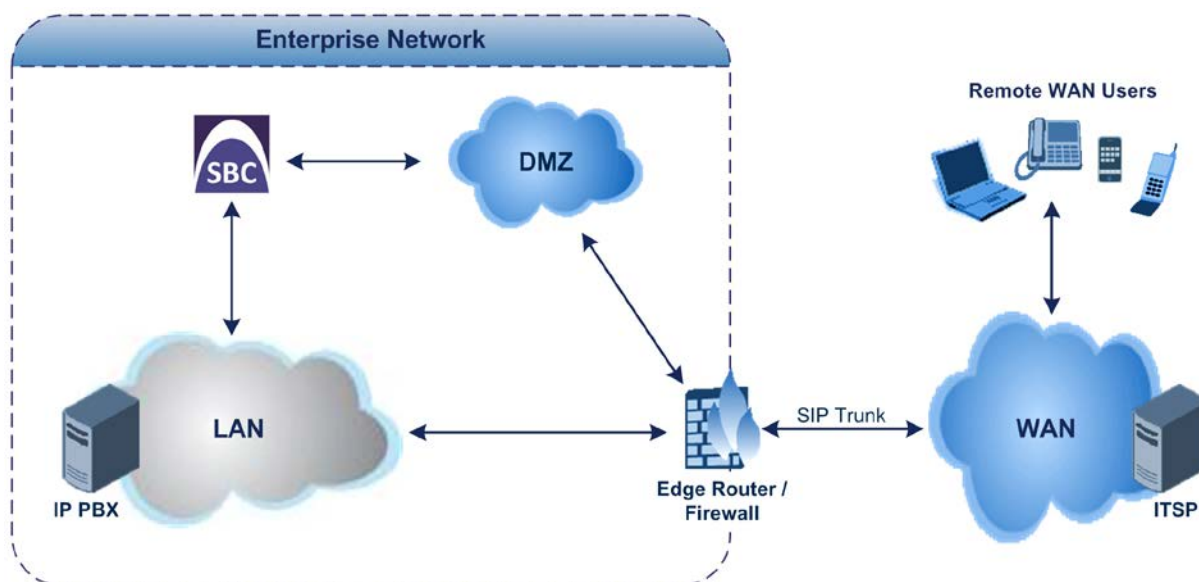 Enterprise Network
Remote WAN Users
SBC
DMZ
LAN
IP PBX
SIP Trunk
Edge Router /
Firewall
WAN
ITSP